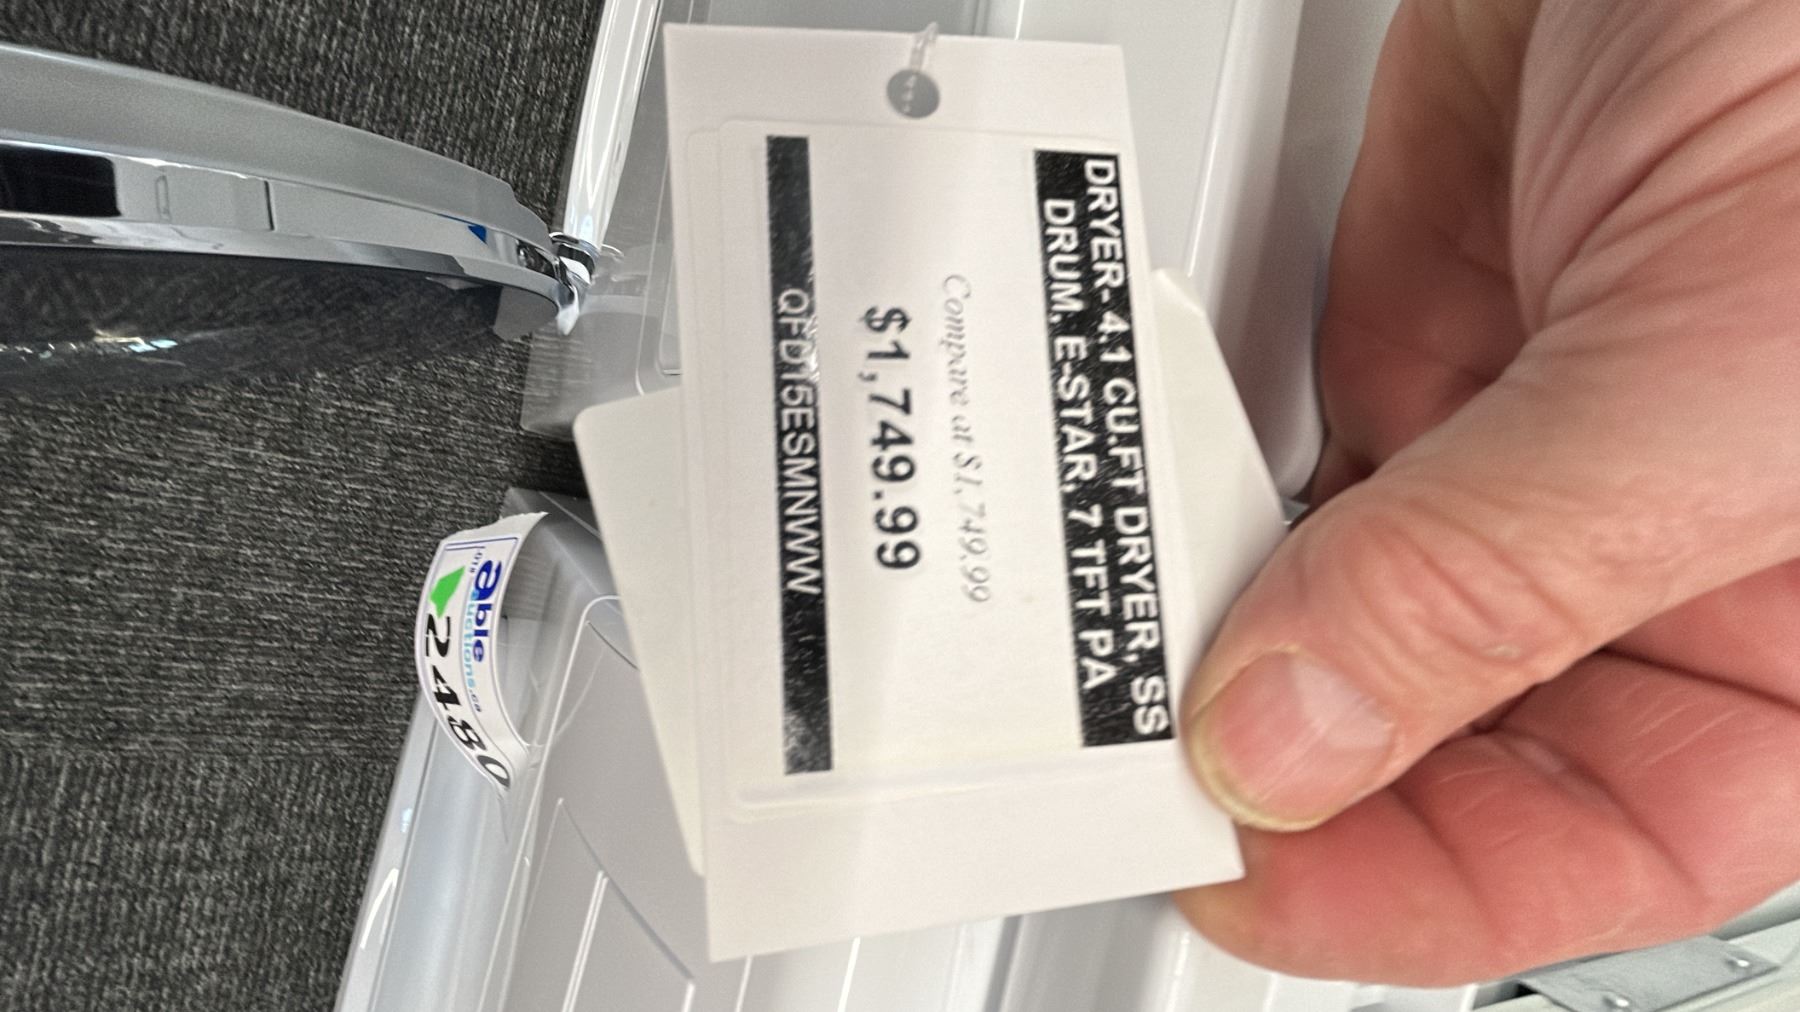 DRYER- 4.1 CU.FT DRYER, SS
DRUM, E-STAR, 7 TFT PA
Compare at $1,749.99
$1,749.99
QFD15ESMNWW
able
auctions.ca
2480